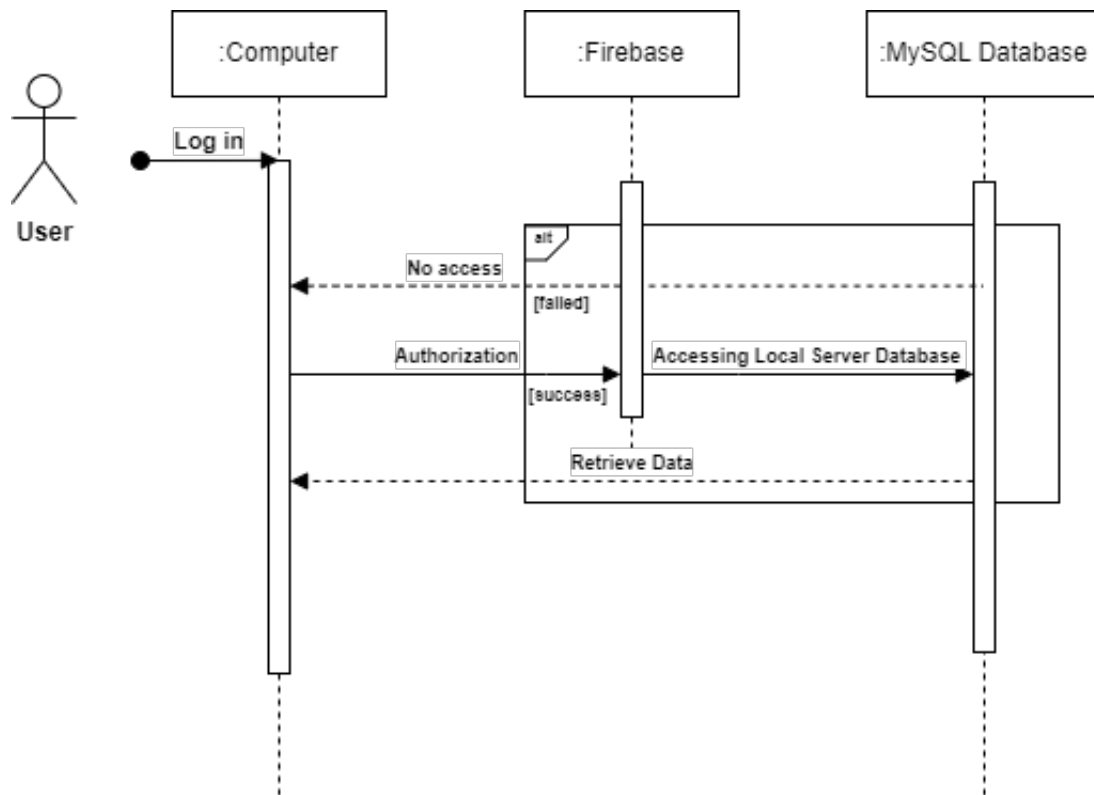 :Computer
:Firebase
:MySQL Database
Log in
User
alt
No access
[failed]
Authorization
Accessing Local Server Database
[success]
Retrieve Data